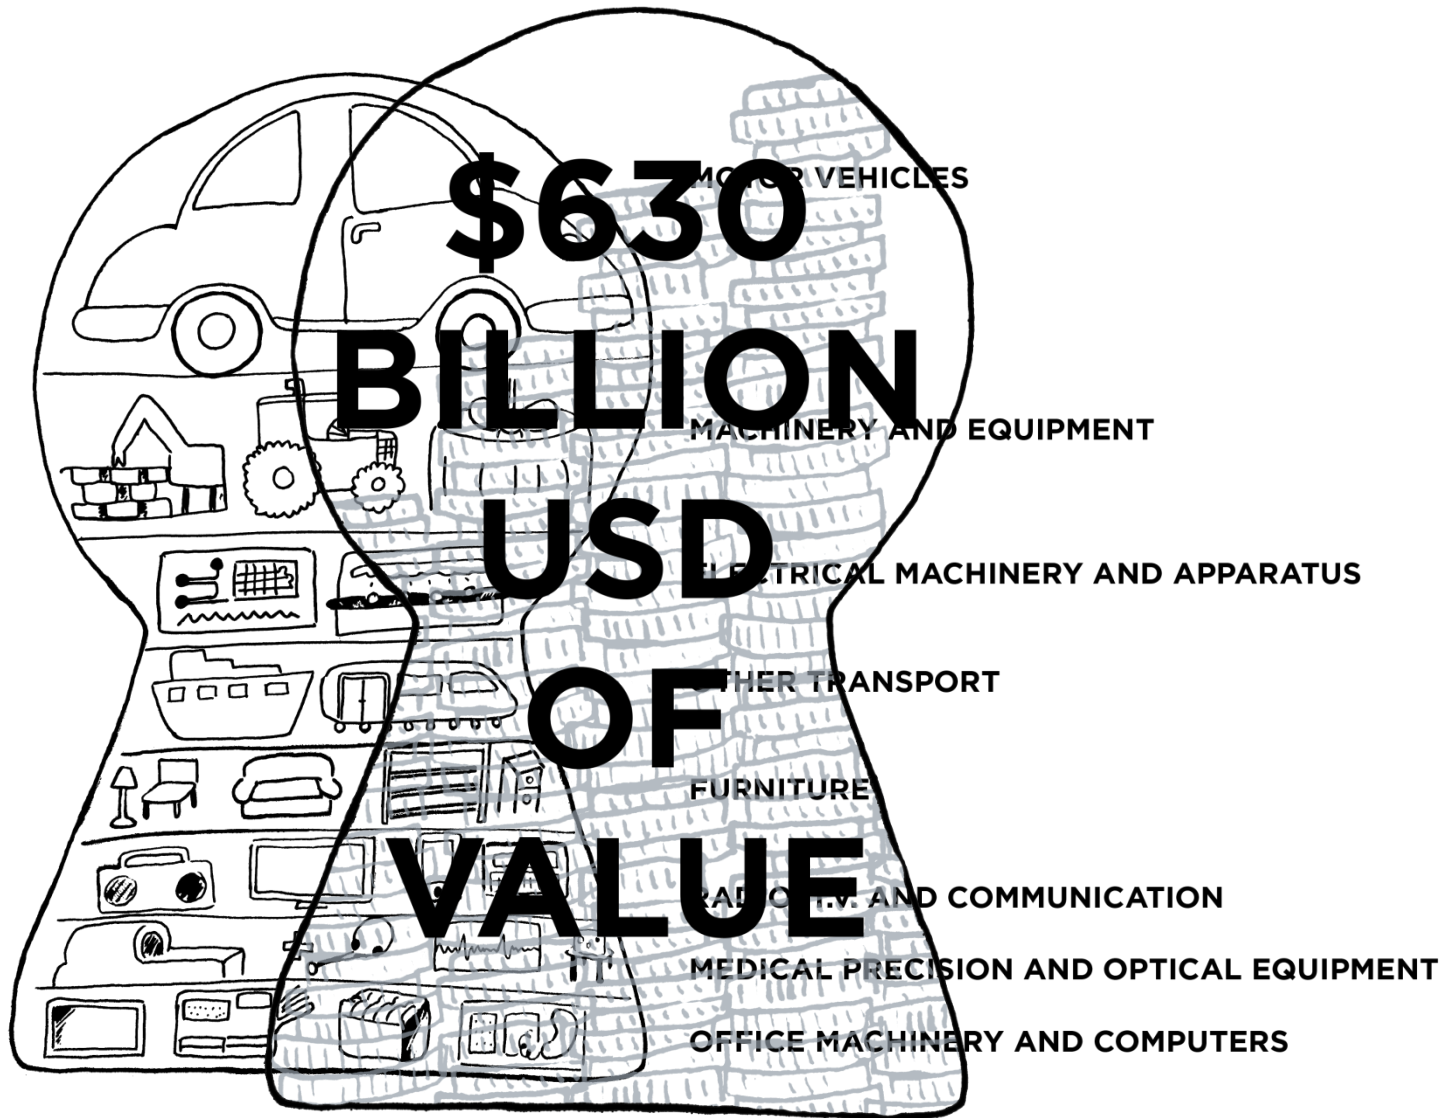 $630
BILLION
USD
OF
VALUE
MOTOR VEHICLES
MACHINERY AND EQUIPMENT
ELECTRICAL MACHINERY AND APPARATUS
OTHER TRANSPORT
FURNITURE
RADIO, T.V. AND COMMUNICATION
MEDICAL PRECISION AND OPTICAL EQUIPMENT
OFFICE MACHINERY AND COMPUTERS